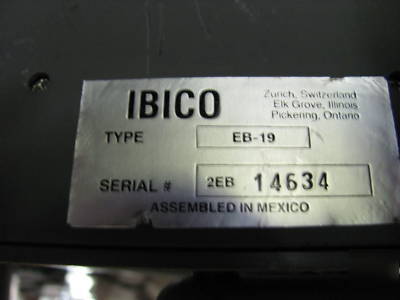 IBICO
Zurich, Switzerland
Elk Grove, Illinois
Pickering, Ontario
TYPE EB-19
SERIAL # 2EB 14634
ASSEMBLED IN MEXICO